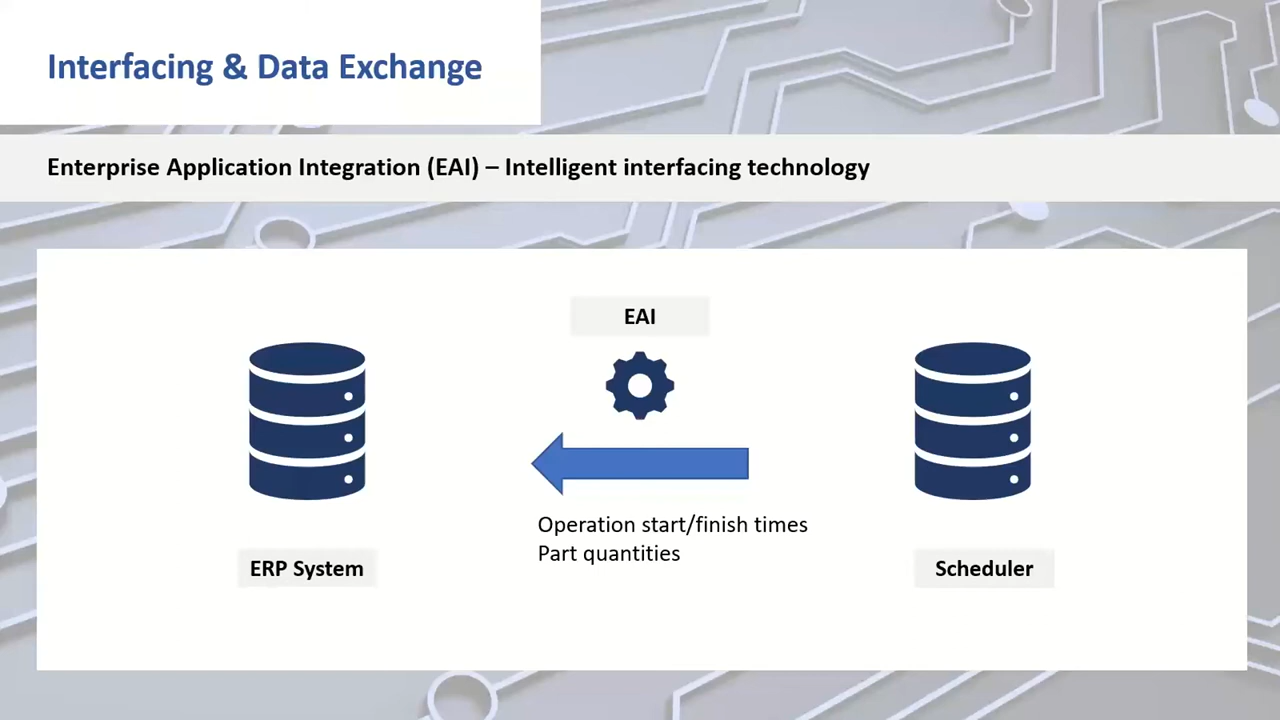 Interfacing & Data Exchange
Enterprise Application Integration (EAI) – Intelligent interfacing technology
EAI
Operation start/finish times
Part quantities
ERP System
Scheduler